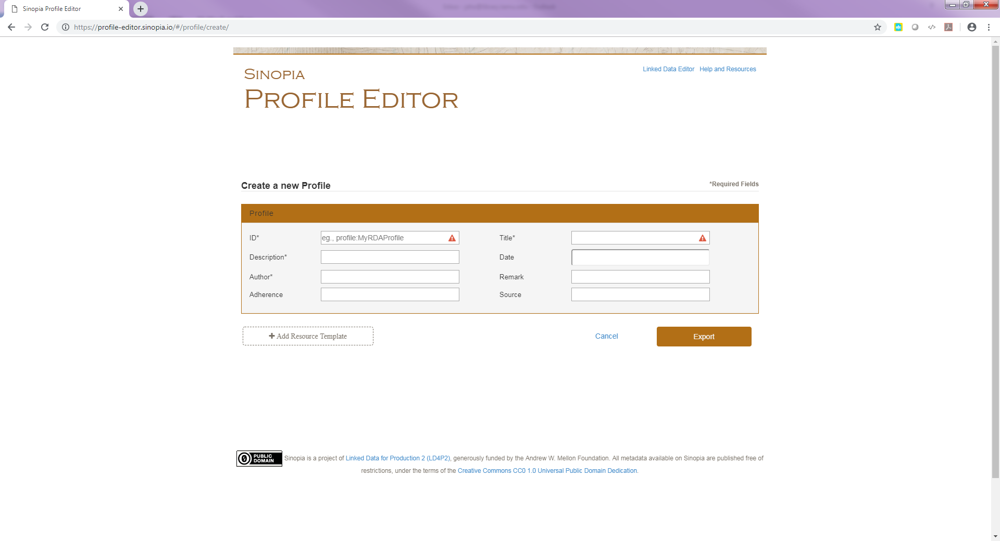 Sinopia Profile Editor
https://profile-editor.sinopia.io/#/profile/create/
SINOPIA
PROFILE EDITOR
Linked Data Editor Help and Resources
Create a new Profile
*Required Fields
Profile
ID* eg., profile:MyRDAProfile Title*
Description* Date
Author* Remark
Adherence Source
Add Resource Template Cancel Export
PUBLIC DOMAIN Sinopia is a project of Linked Data for Production 2 (LD4P2), generously funded by the Andrew W. Mellon Foundation. All metadata available on Sinopia are published free of
restrictions, under the terms of the Creative Commons CC0 1.0 Universal Public Domain Dedication.